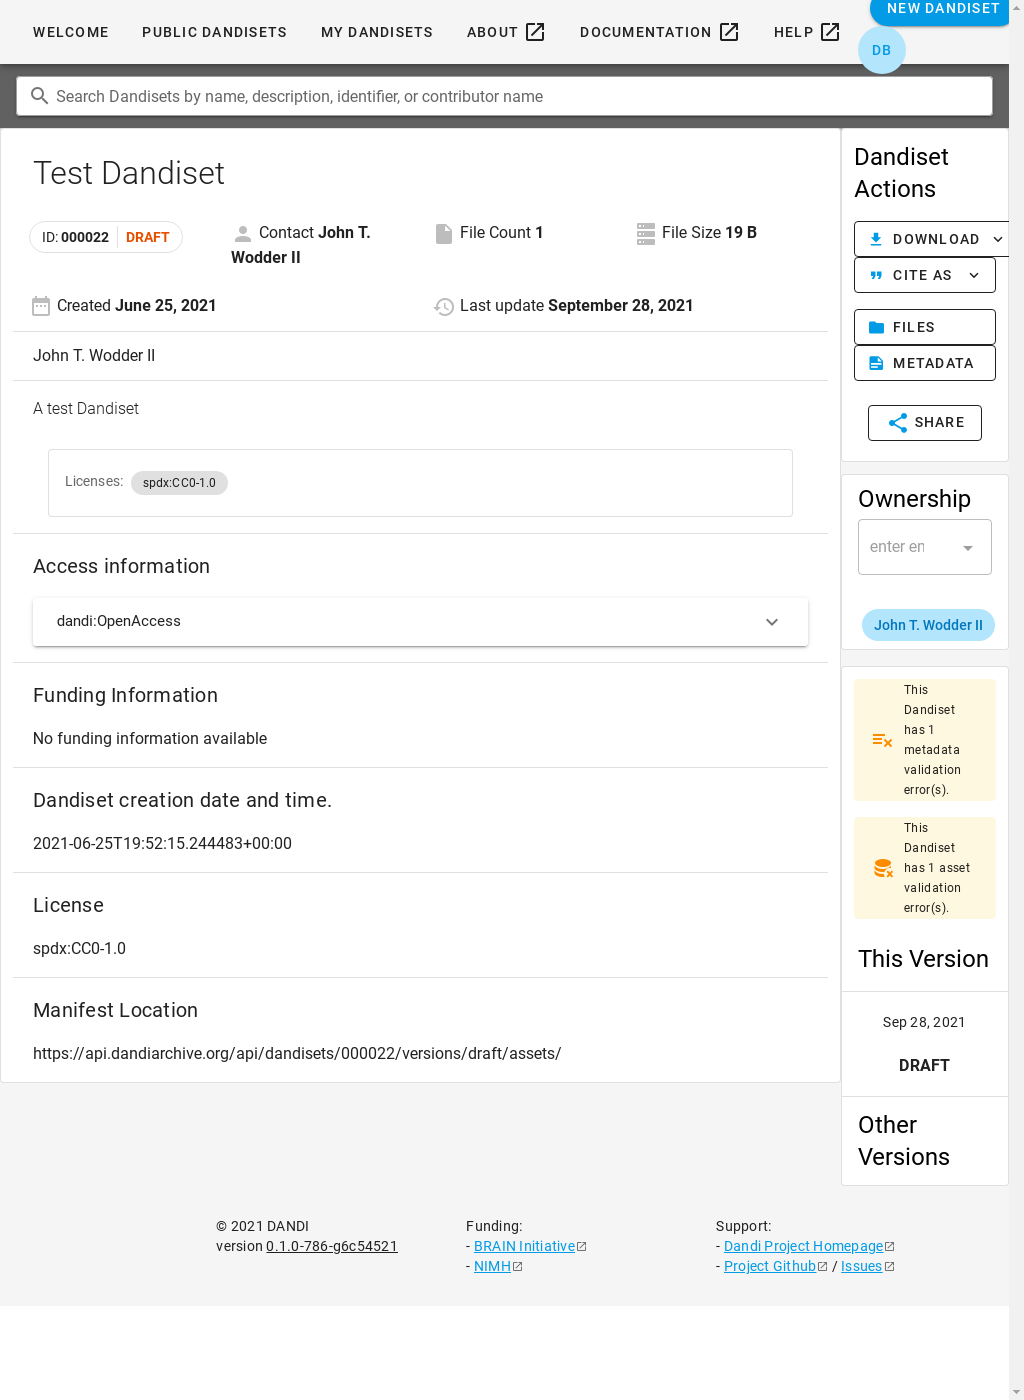 NEW DANDISET
WELCOME PUBLIC DANDISETS MY DANDISETS ABOUT DOCUMENTATION HELP
DB
Search Dandisets by name, description, identifier, or contributor name
Test Dandiset
ID: 000022 DRAFT
Contact John T. Wodder II
File Count 1
File Size 19 B
Created June 25, 2021
Last update September 28, 2021
John T. Wodder II
A test Dandiset
Licenses: spdx:CC0-1.0
Access information
dandi:OpenAccess
Funding Information
No funding information available
Dandiset creation date and time.
2021-06-25T19:52:15.244483+00:00
License
spdx:CC0-1.0
Manifest Location
https://api.dandiarchive.org/api/dandisets/000022/versions/draft/assets/
Dandiset
Actions
DOWNLOAD
CITE AS
FILES
METADATA
SHARE
Ownership
enter en
John T. Wodder II
This
Dandiset
has 1
metadata
validation
error(s).
This
Dandiset
has 1 asset
validation
error(s).
This Version
Sep 28, 2021
DRAFT
Other
Versions
© 2021 DANDI
version 0.1.0-786-g6c54521
Funding:
- BRAIN Initiative
- NIMH
Support:
- Dandi Project Homepage
- Project Github / Issues